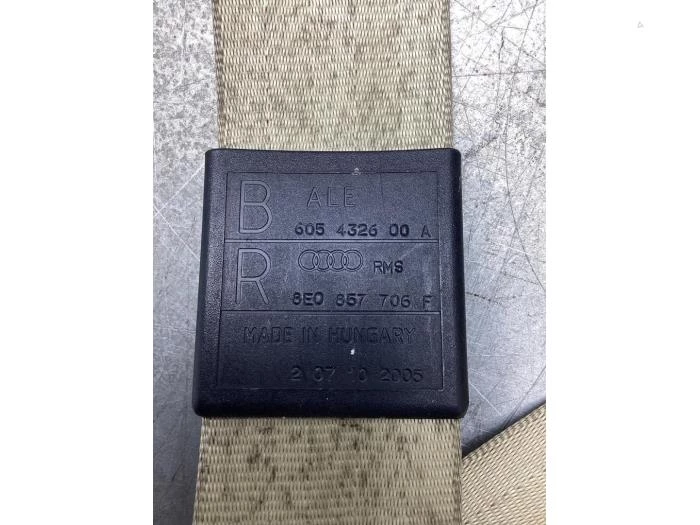 B ALE
605 4326 00 A
R RMS
8E0 857 706 F
MADE IN HUNGARY
2 07 10 2005